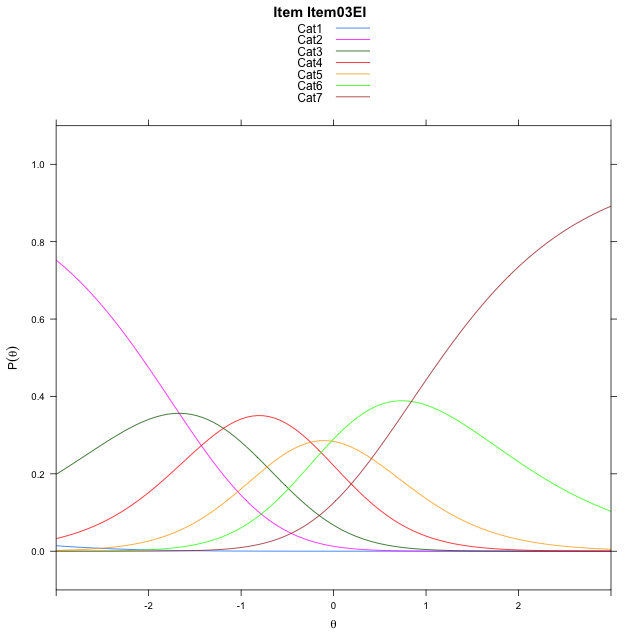 Item Item03EI
Cat1
Cat2
Cat3
Cat4
Cat5
Cat6
Cat7
1.0
0.8
0.6
0.4
0.2
0.0
P(θ)
-2 -1 0 1 2
θ